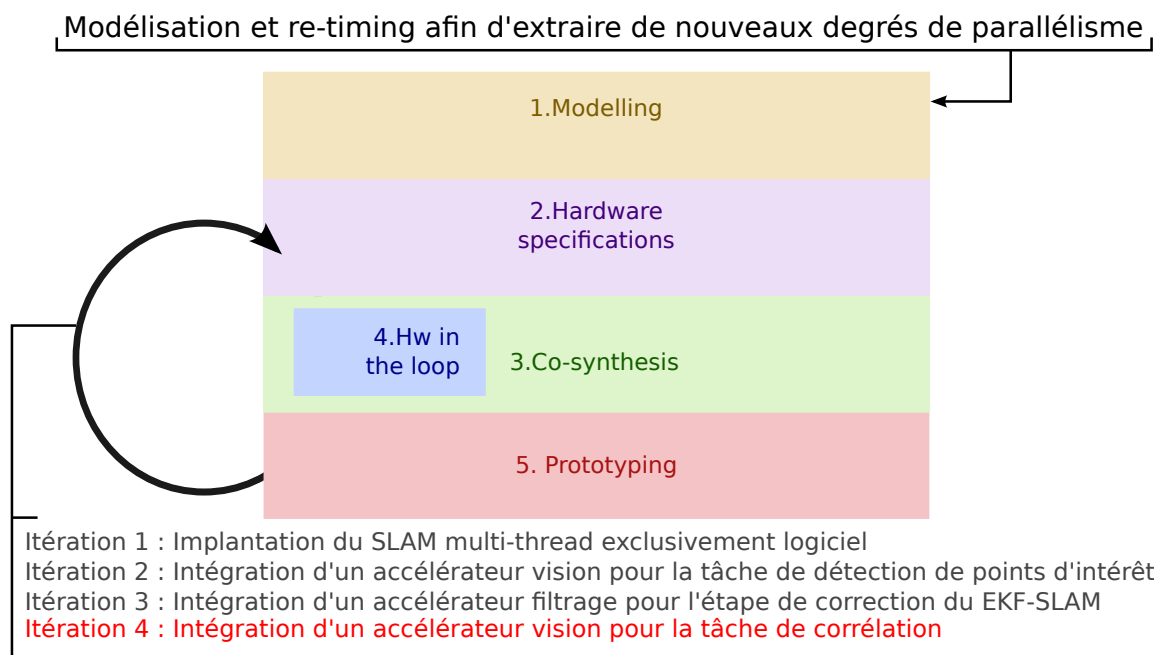 Modélisation et re-timing afin d'extraire de nouveaux degrés de parallélisme
1.Modelling
2.Hardware
specifications
4.Hw in
the loop
3.Co-synthesis
5. Prototyping
Itération 1 : Implantation du SLAM multi-thread exclusivement logiciel
Itération 2 : Intégration d'un accélérateur vision pour la tâche de détection de points d'intérêt
Itération 3 : Intégration d'un accélérateur filtrage pour l'étape de correction du EKF-SLAM
Itération 4 : Intégration d'un accélérateur vision pour la tâche de corrélation